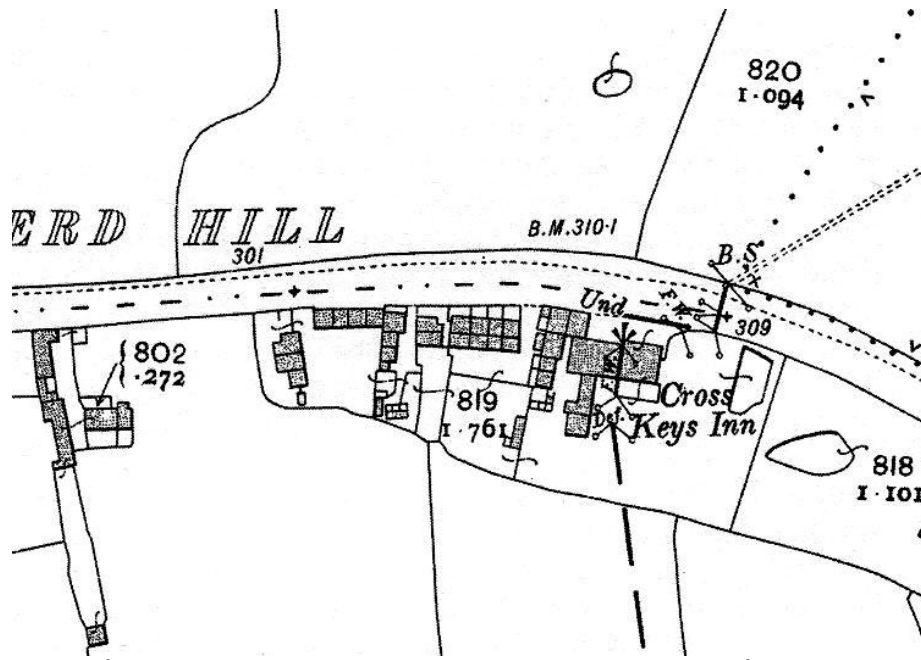 820
1·094
ERD HILL
301
B.M. 310·1
B.S
Und
309
802
·272
819
1·761
Cross
Keys Inn
Def.
818
1·101